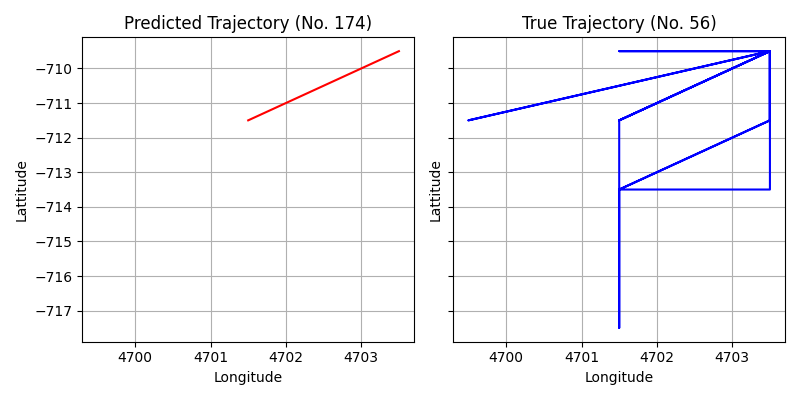 Predicted Trajectory (No. 174)
True Trajectory (No. 56)
Lattitude
−710
−711
−712
−713
−714
−715
−716
−717
4700
4701
4702
4703
Longitude
Lattitude
4700
4701
4702
4703
Longitude